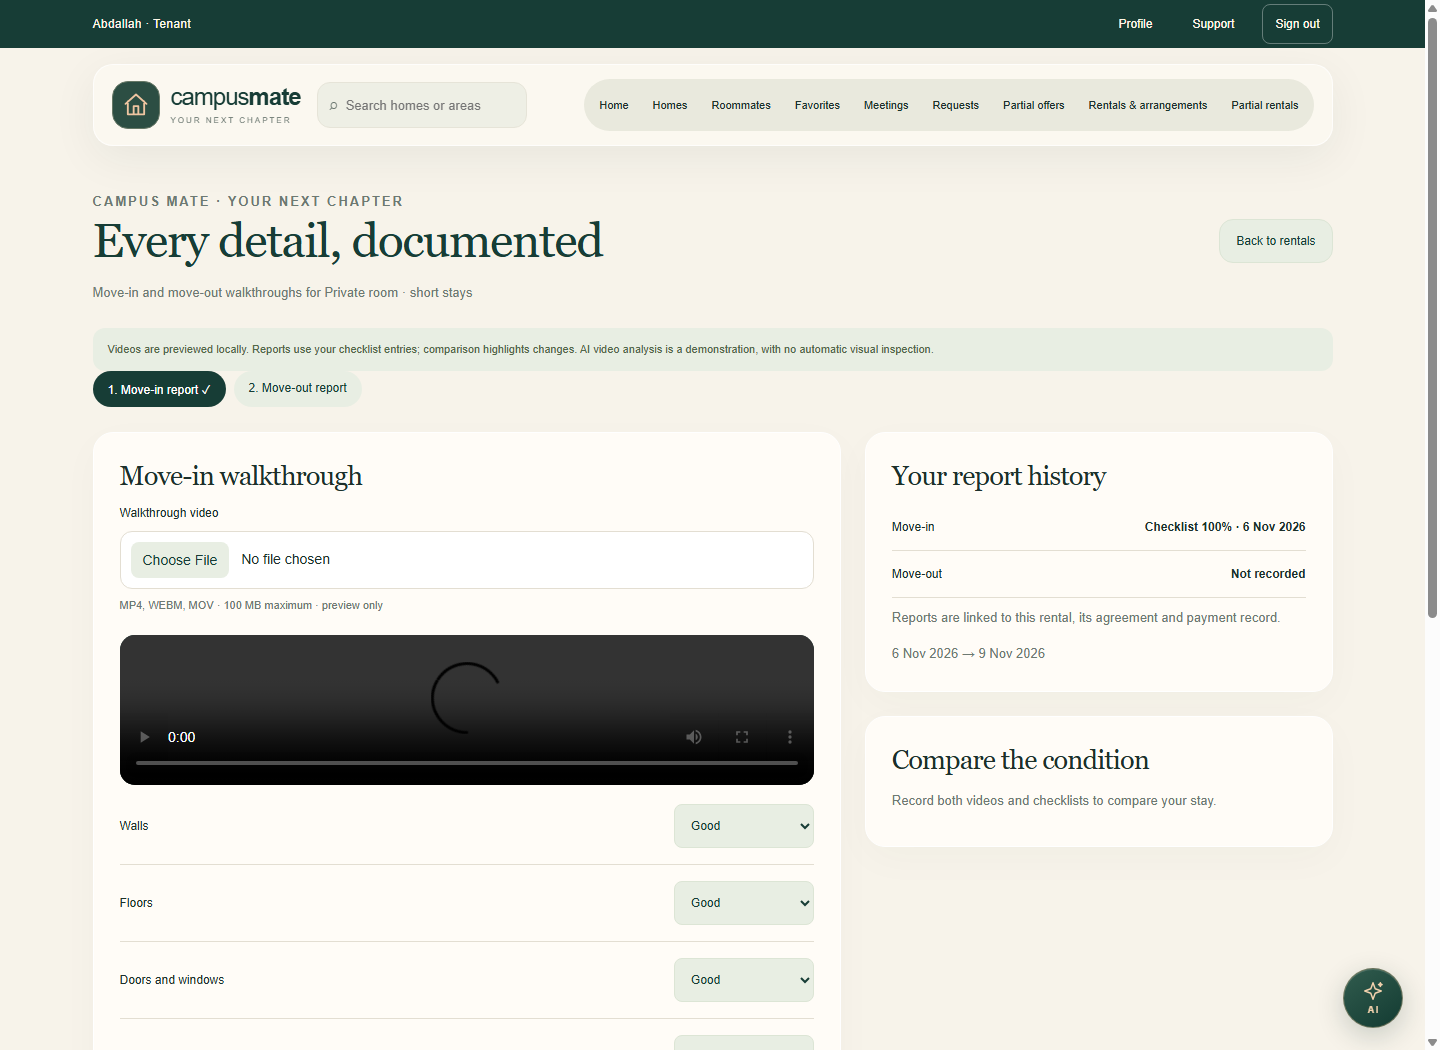 Abdallah · Tenant
Profile
Support
Sign out
campusmate
YOUR NEXT CHAPTER
Search homes or areas
Home
Homes
Roommates
Favorites
Meetings
Requests
Partial offers
Rentals & arrangements
Partial rentals
CAMPUS MATE · YOUR NEXT CHAPTER
Every detail, documented
Back to rentals
Move-in and move-out walkthroughs for Private room · short stays
Videos are previewed locally. Reports use your checklist entries; comparison highlights changes. AI video analysis is a demonstration, with no automatic visual inspection.
1. Move-in report ✓
2. Move-out report
Move-in walkthrough
Walkthrough video
Choose File
No file chosen
MP4, WEBM, MOV · 100 MB maximum · preview only
0:00
Walls
Good
Floors
Good
Doors and windows
Good
Your report history
Move-in
Checklist 100% · 6 Nov 2026
Move-out
Not recorded
Reports are linked to this rental, its agreement and payment record.
6 Nov 2026 → 9 Nov 2026
Compare the condition
Record both videos and checklists to compare your stay.
AI